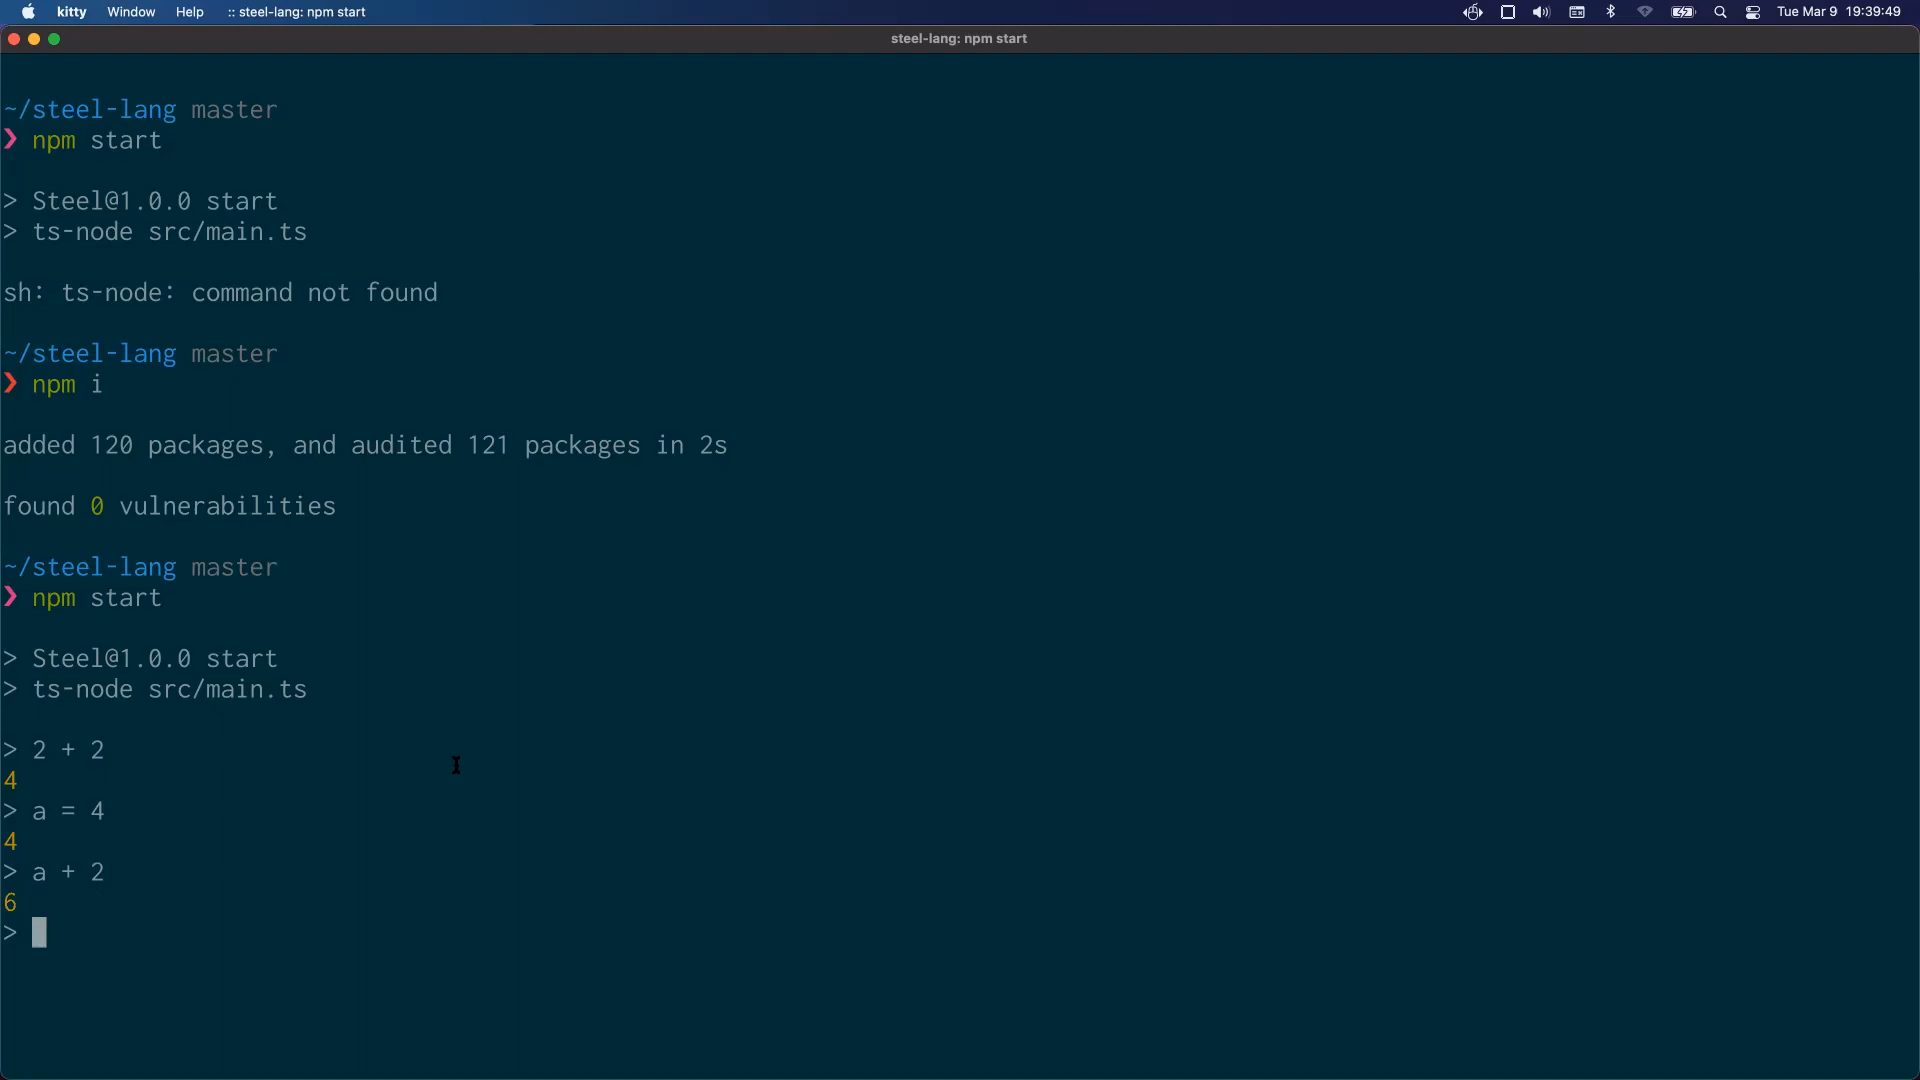 kitty Window Help :: steel-lang: npm start Tue Mar 9 19:39:49
steel-lang: npm start
~/steel-lang master
❯ npm start
> Steel@1.0.0 start
> ts-node src/main.ts
sh: ts-node: command not found
~/steel-lang master
❯ npm i
added 120 packages, and audited 121 packages in 2s
found 0 vulnerabilities
~/steel-lang master
❯ npm start
> Steel@1.0.0 start
> ts-node src/main.ts
> 2 + 2
4
> a = 4
4
> a + 2
6
>